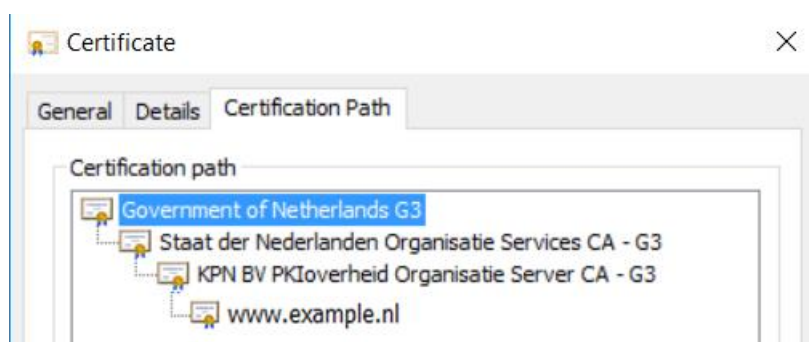 Certificate
General Details Certification Path
Certification path
Government of Netherlands G3
Staat der Nederlanden Organisatie Services CA - G3
KPN BV PKIoverheid Organisatie Server CA - G3
www.example.nl